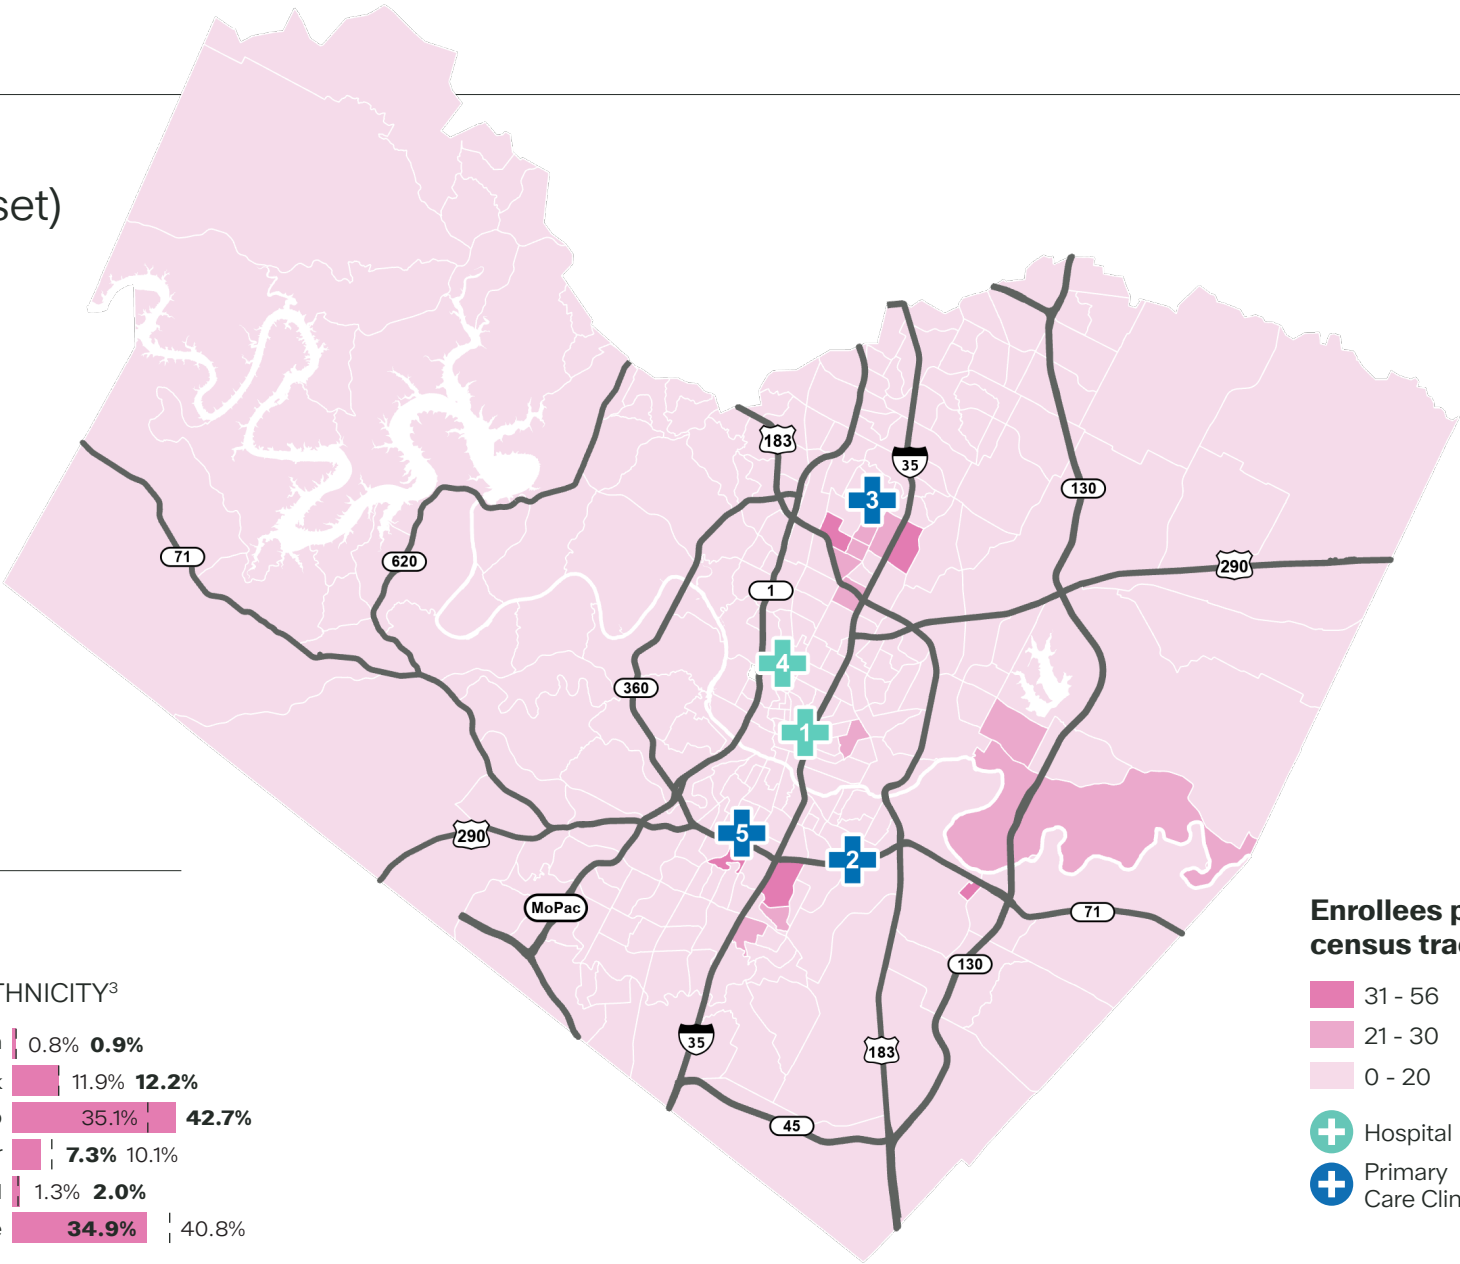 set)
183
35
3
130
71
620
290
1
4
360
1
5
2
290
MoPac
71
130
35
183
45
THNICITY³
0.8% 0.9%
11.9% 12.2%
35.1% 42.7%
7.3% 10.1%
1.3% 2.0%
34.9% 40.8%
Enrollees p
census tra
31 - 56
21 - 30
0 - 20
Hospital
Primary
Care Clin